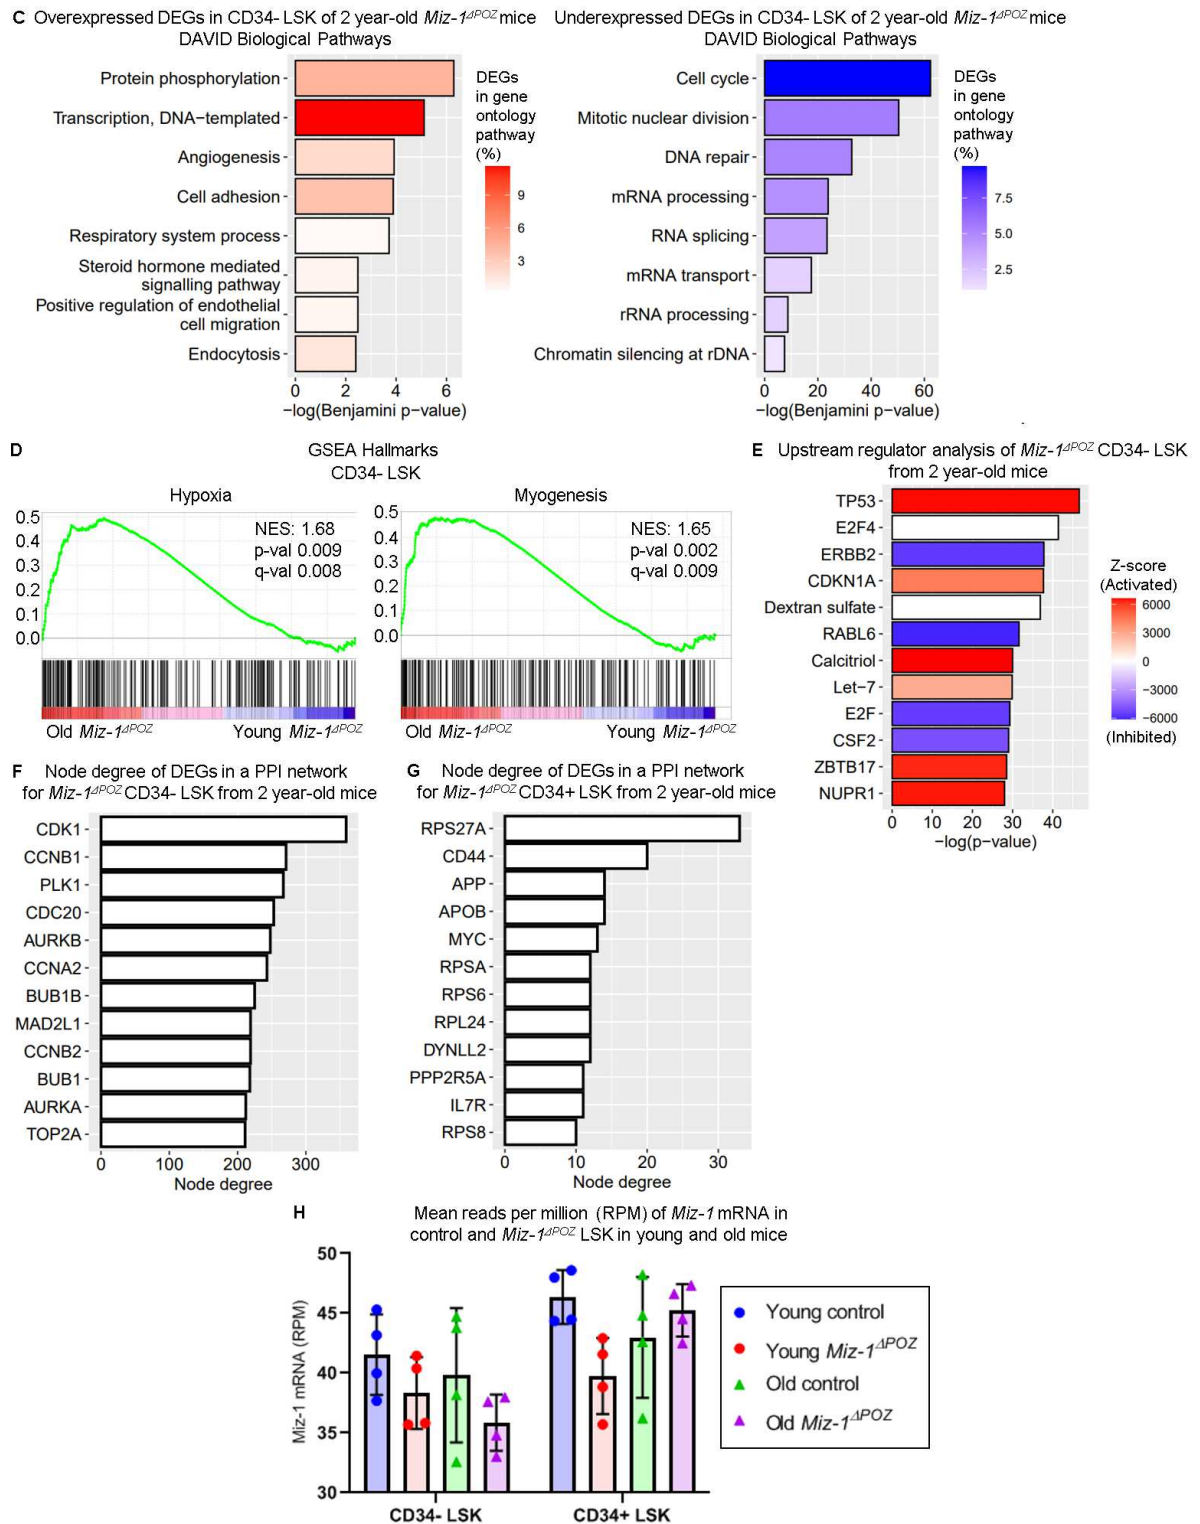 C Overexpressed DEGs in CD34- LSK of 2 year-old Miz-1ΔPOZ mice
DAVID Biological Pathways
Protein phosphorylation
Transcription, DNA−templated
Angiogenesis
Cell adhesion
Respiratory system process
Steroid hormone mediated
signalling pathway
Positive regulation of endothelial
cell migration
Endocytosis
0 2 4 6
−log(Benjamini p−value)
DEGs
in gene
ontology
pathway
(%)
9
6
3
Underexpressed DEGs in CD34- LSK of 2 year-old Miz-1ΔPOZ mice
DAVID Biological Pathways
Cell cycle
Mitotic nuclear division
DNA repair
mRNA processing
RNA splicing
mRNA transport
rRNA processing
Chromatin silencing at rDNA
0 20 40 60
−log(Benjamini p−value)
DEGs
in gene
ontology
pathway
(%)
7.5
5.0
2.5
D GSEA Hallmarks
CD34- LSK
Hypoxia
0.5
0.4
0.3
0.2
0.1
0.0
NES: 1.68
p-val 0.009
q-val 0.008
Old Miz-1ΔPOZ Young Miz-1ΔPOZ
Myogenesis
0.5
0.4
0.3
0.2
0.1
0.0
NES: 1.65
p-val 0.002
q-val 0.009
Old Miz-1ΔPOZ Young Miz-1ΔPOZ
E Upstream regulator analysis of Miz-1ΔPOZ CD34- LSK
from 2 year-old mice
TP53
E2F4
ERBB2
CDKN1A
Dextran sulfate
RABL6
Calcitriol
Let−7
E2F
CSF2
ZBTB17
NUPR1
0 10 20 30 40
−log(p−value)
Z-score
(Activated)
6000
3000
0
−3000
−6000
(Inhibited)
F Node degree of DEGs in a PPI network
for Miz-1ΔPOZ CD34- LSK from 2 year-old mice
CDK1
CCNB1
PLK1
CDC20
AURKB
CCNA2
BUB1B
MAD2L1
CCNB2
BUB1
AURKA
TOP2A
0 100 200 300
Node degree
G Node degree of DEGs in a PPI network
for Miz-1ΔPOZ CD34+ LSK from 2 year-old mice
RPS27A
CD44
APP
APOB
MYC
RPSA
RPS6
RPL24
DYNLL2
PPP2R5A
IL7R
RPS8
0 10 20 30
Node degree
H Mean reads per million (RPM) of Miz-1 mRNA in
control and Miz-1ΔPOZ LSK in young and old mice
Miz-1 mRNA (RPM)
50
45
40
35
30
CD34- LSK CD34+ LSK
Young control
Young Miz-1ΔPOZ
Old control
Old Miz-1ΔPOZ